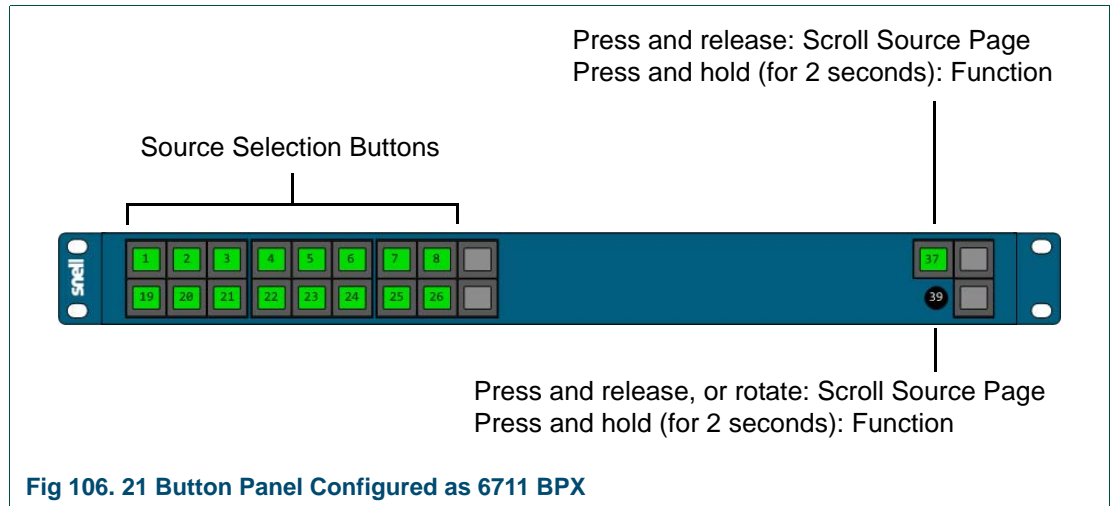 Press and release: Scroll Source Page
Press and hold (for 2 seconds): Function
Source Selection Buttons
snell
1 2 3 4 5 6 7 8 37
19 20 21 22 23 24 25 26 39
Press and release, or rotate: Scroll Source Page
Press and hold (for 2 seconds): Function
Fig 106. 21 Button Panel Configured as 6711 BPX